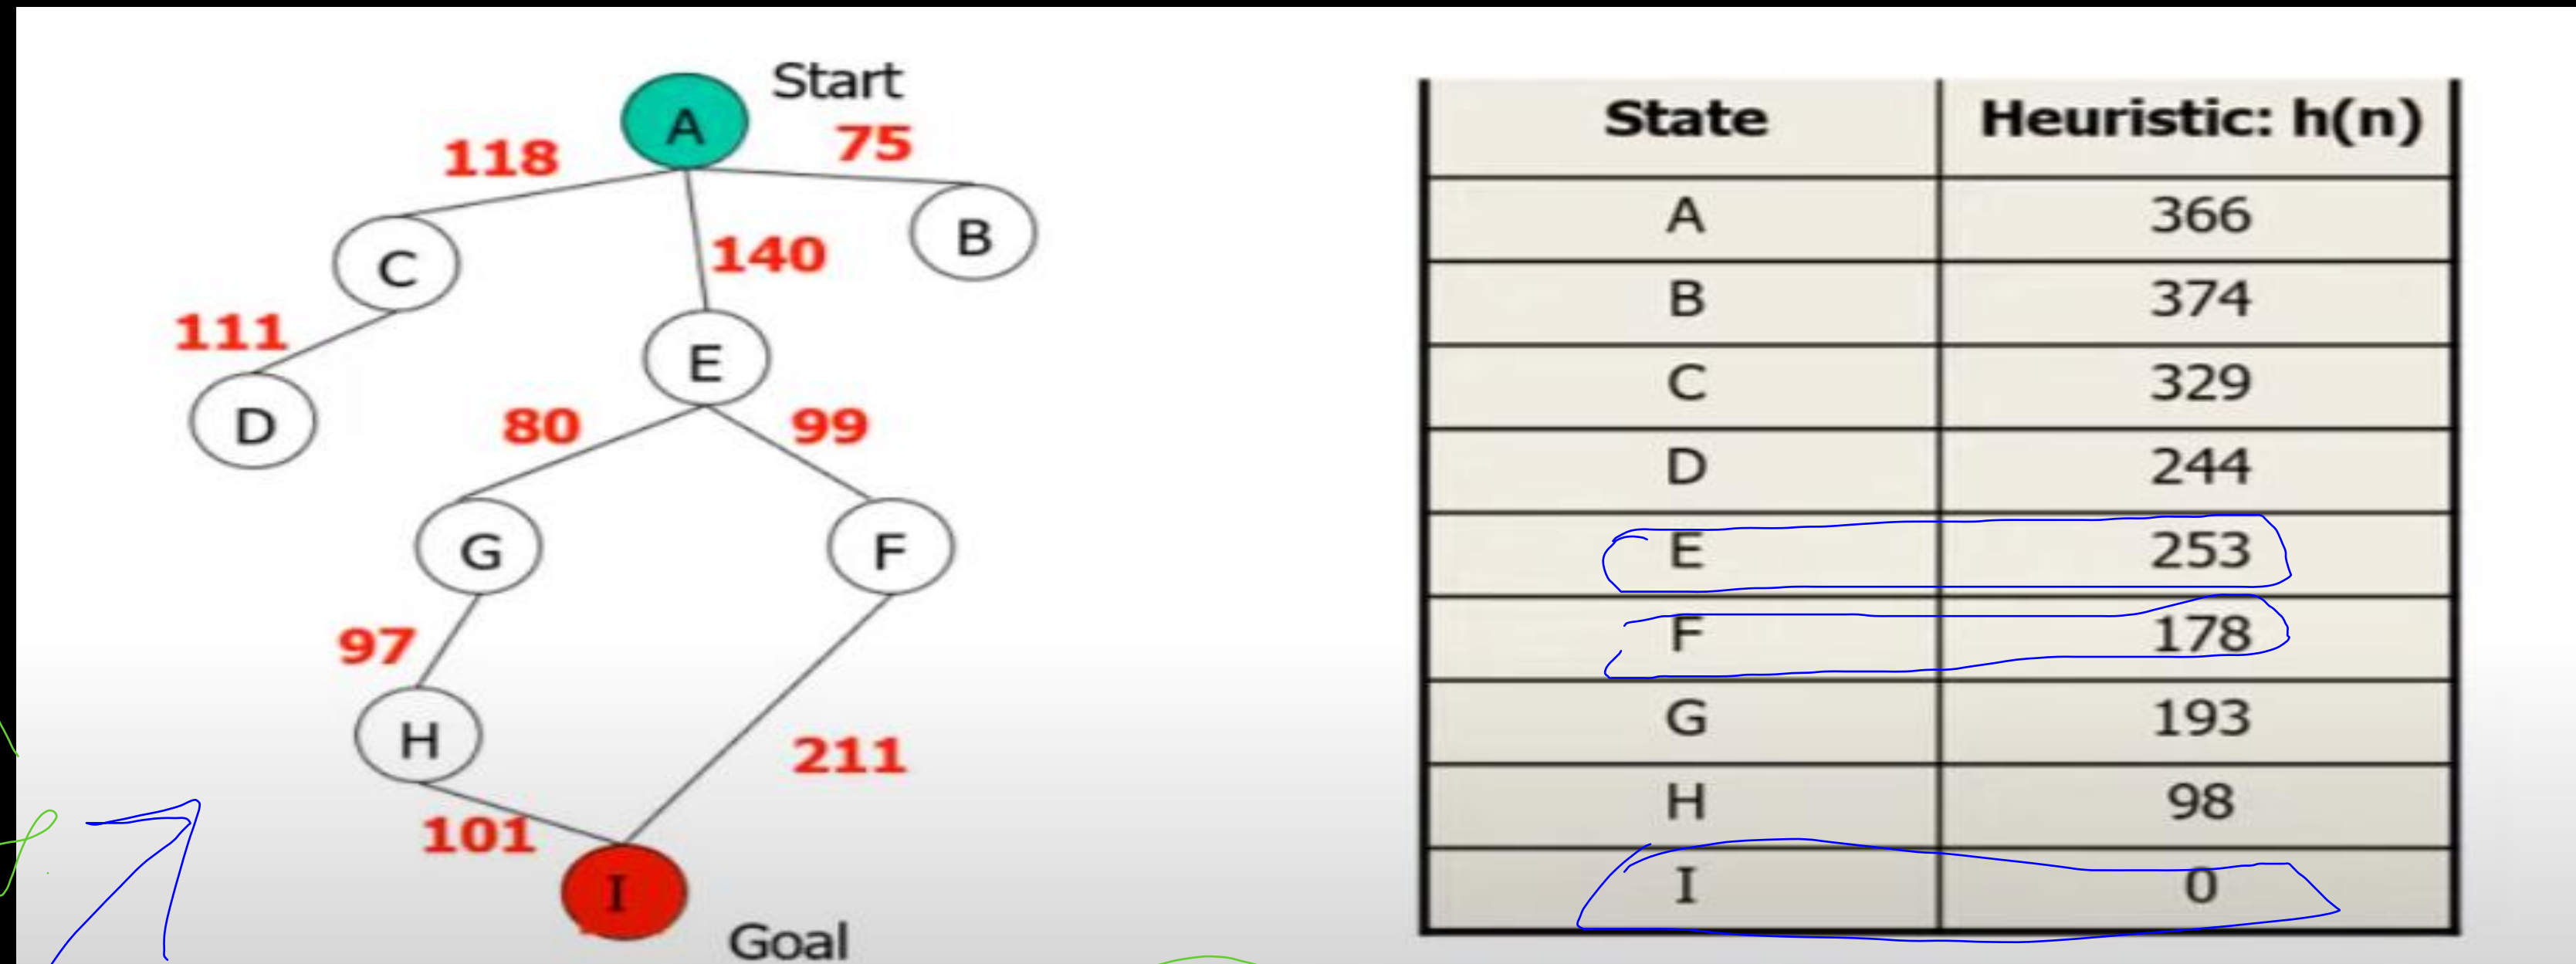 Start
A
118
75
C
B
140
111
D
E
80
99
G
F
97
H
211
101
I
Goal
State Heuristic: h(n)
A 366
B 374
C 329
D 244
E 253
F 178
G 193
H 98
I 0